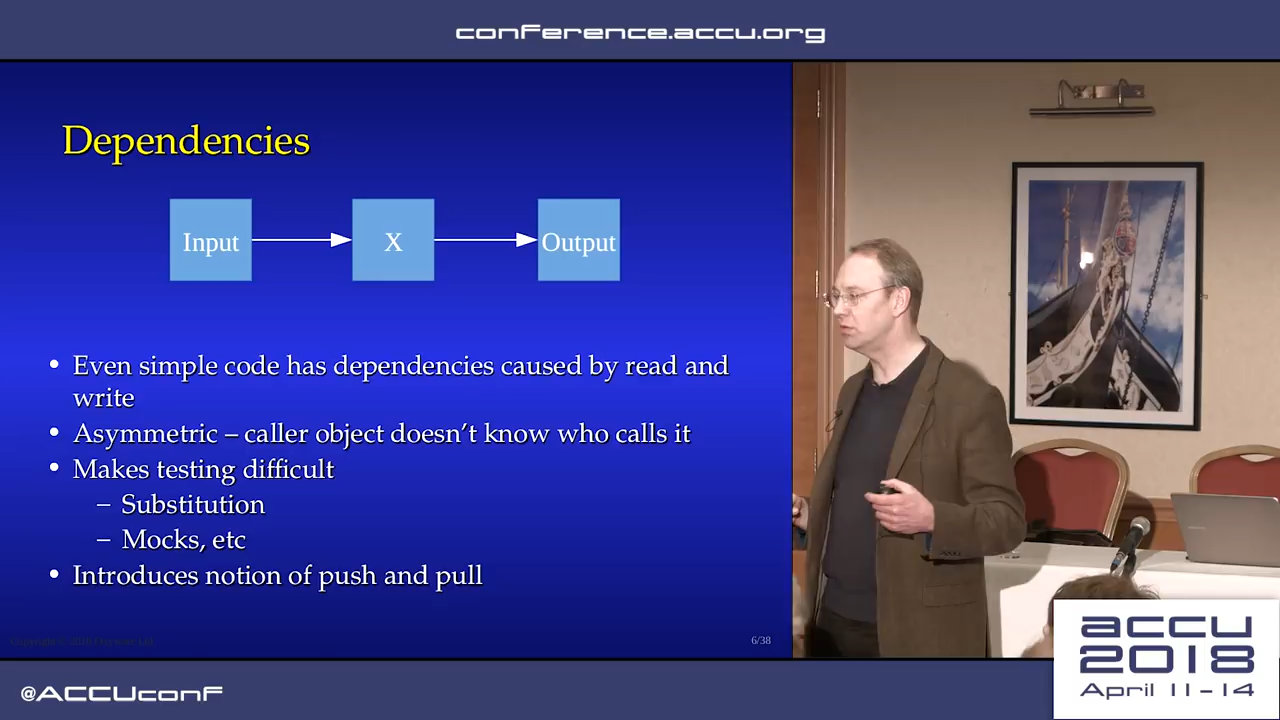 conference.accu.org
Dependencies
Input
X
Output
• Even simple code has dependencies caused by read and
write
• Asymmetric – caller object doesn't know who calls it
• Makes testing difficult
– Substitution
– Mocks, etc
• Introduces notion of push and pull
6/38
@ACCUconf
accu
2018
April 11-14